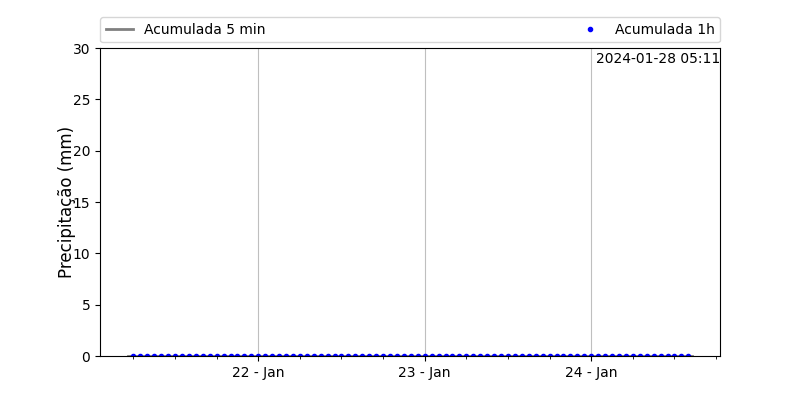 Acumulada 5 min
Acumulada 1h
2024-01-28 05:11
Precipitação (mm)
30
25
20
15
10
5
0
22 - Jan
23 - Jan
24 - Jan